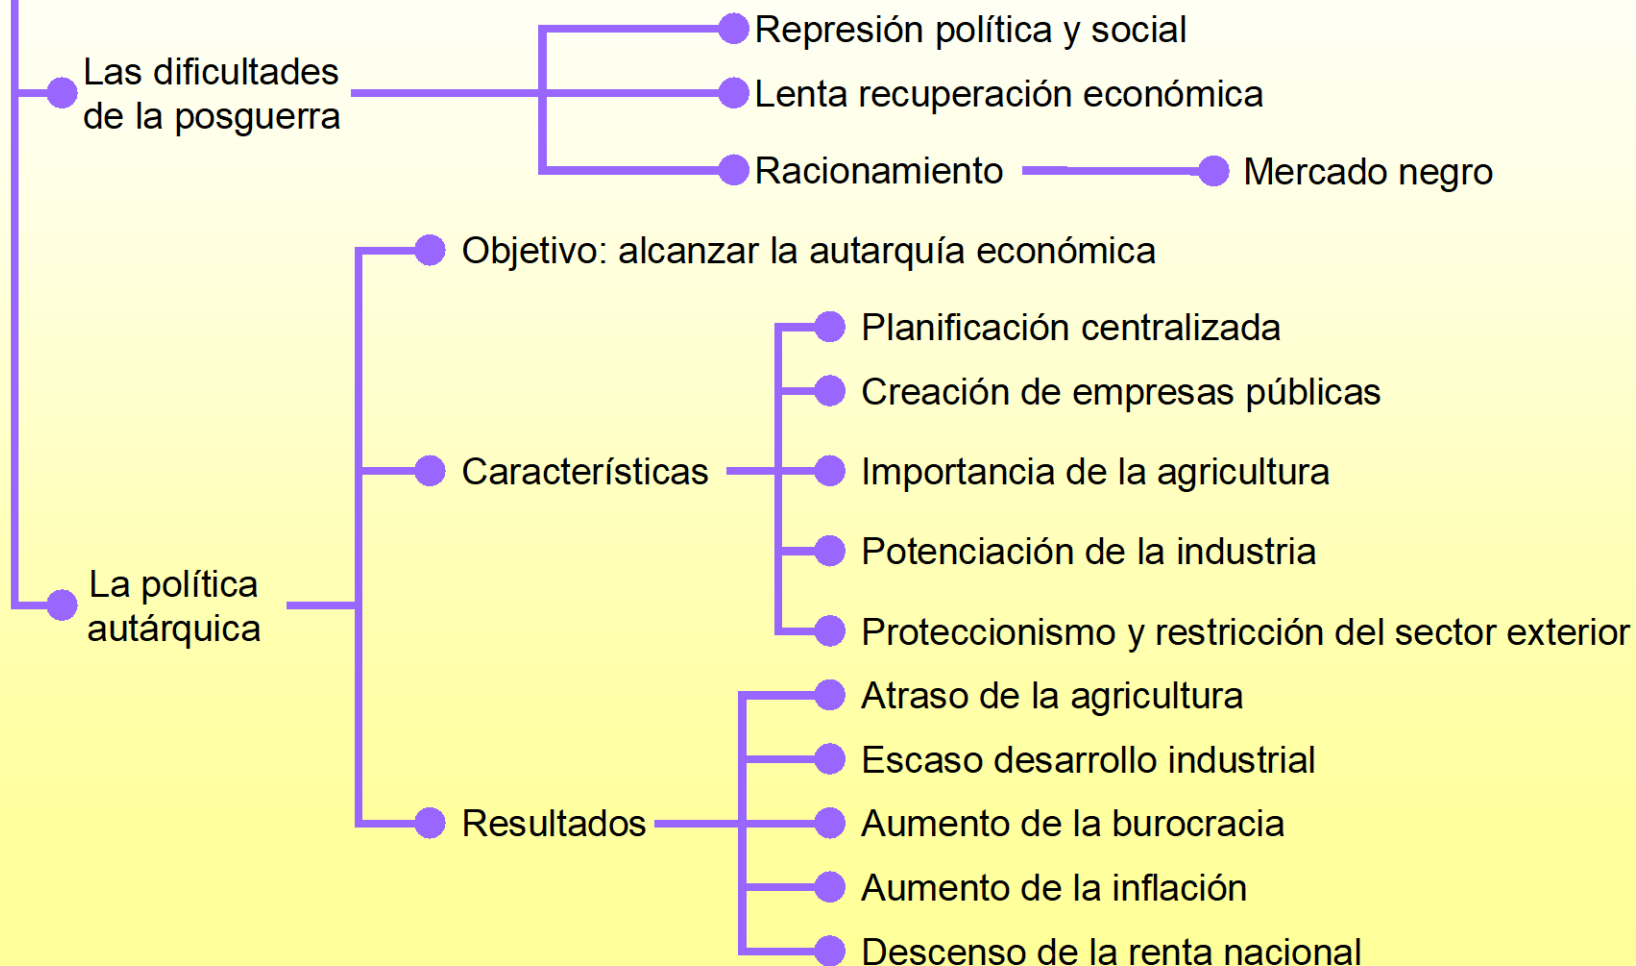 Las dificultades
de la posguerra
Represión política y social
Lenta recuperación económica
Racionamiento
Mercado negro
La política
autárquica
Objetivo: alcanzar la autarquía económica
Características
Planificación centralizada
Creación de empresas públicas
Importancia de la agricultura
Potenciación de la industria
Proteccionismo y restricción del sector exterior
Resultados
Atraso de la agricultura
Escaso desarrollo industrial
Aumento de la burocracia
Aumento de la inflación
Descenso de la renta nacional